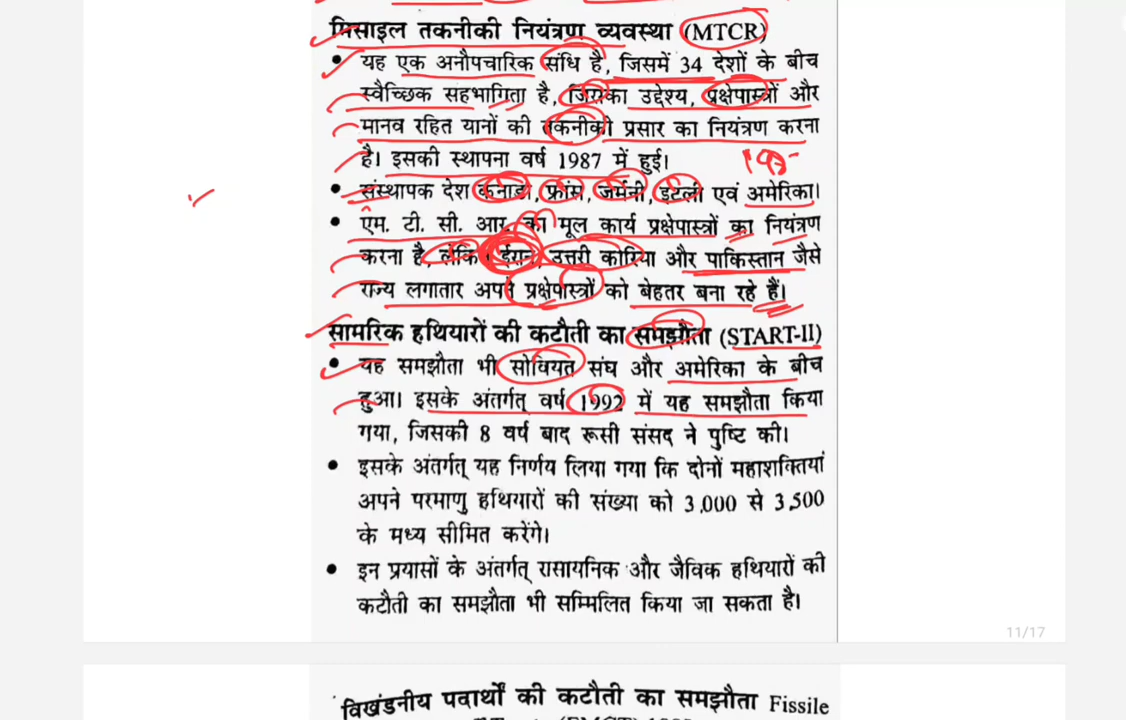 मिसाइल तकनीकी नियंत्रण व्यवस्था (MTCR)
• यह एक अनौपचारिक संधि है, जिसमें 34 देशों के बीच
स्वैच्छिक सहभागिता है, जिसका उद्देश्य, प्रक्षेपास्त्रों और
मानव रहित यानों की तकनीकी प्रसार का नियंत्रण करना
है। इसकी स्थापना वर्ष 1987 में हुई।
• संस्थापक देश कनाडा, फ्रांस, जर्मनी, इटली एवं अमेरिका।
• एम. टी. सी. आर. का मूल कार्य प्रक्षेपास्त्रों का नियंत्रण
करना है, लेकिन ईरान, उत्तरी कोरिया और पाकिस्तान जैसे
राज्य लगातार अपने प्रक्षेपास्त्रों को बेहतर बना रहे हैं।
सामरिक हथियारों की कटौती का समझौता (START-II)
• यह समझौता भी सोवियत संघ और अमेरिका के बीच
हुआ। इसके अंतर्गत् वर्ष 1992 में यह समझौता किया
गया, जिसकी 8 वर्ष बाद रूसी संसद ने पुष्टि की।
• इसके अंतर्गत् यह निर्णय लिया गया कि दोनों महाशक्तियां
अपने परमाणु हथियारों की संख्या को 3,000 से 3,500
के मध्य सीमित करेंगे।
• इन प्रयासों के अंतर्गत् रासायनिक और जैविक हथियारों की
कटौती का समझौता भी सम्मिलित किया जा सकता है।
11/17
विखंडनीय पदार्थों की कटौती का समझौता Fissile